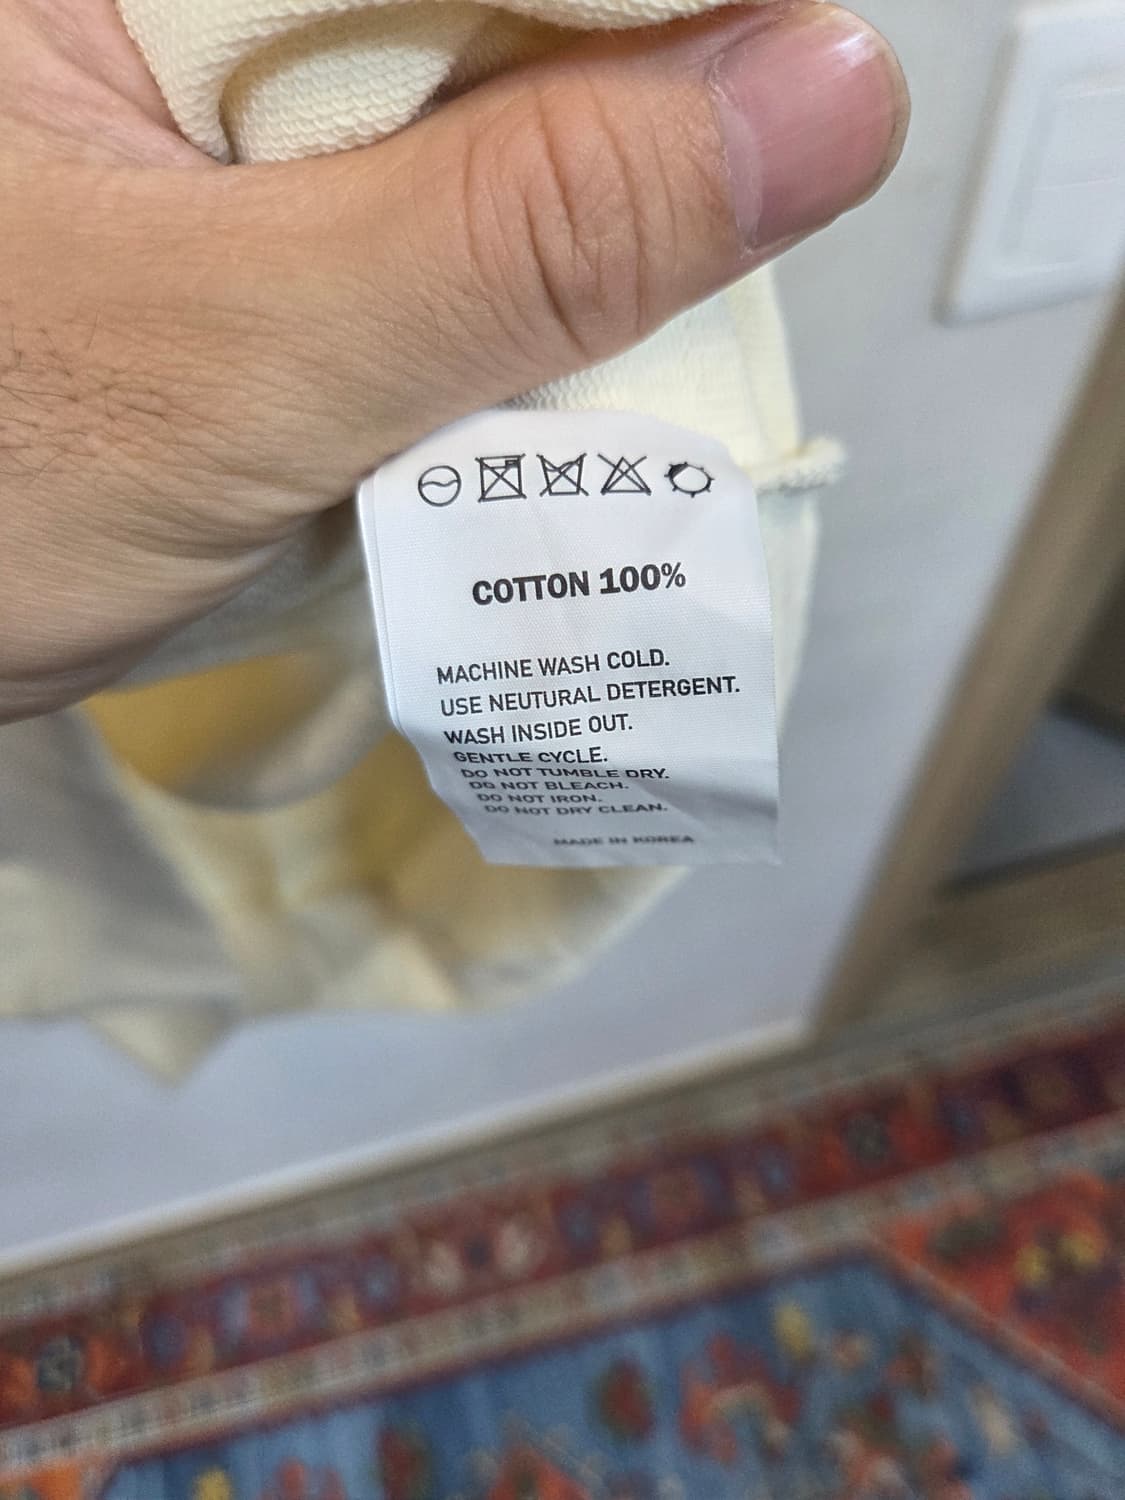 COTTON 100%
MACHINE WASH COLD.
USE NEUTURAL DETERGENT.
WASH INSIDE OUT.
GENTLE CYCLE.
DO NOT TUMBLE DRY.
DO NOT BLEACH.
DO NOT IRON.
DO NOT DRY CLEAN.
MADE IN KOREA